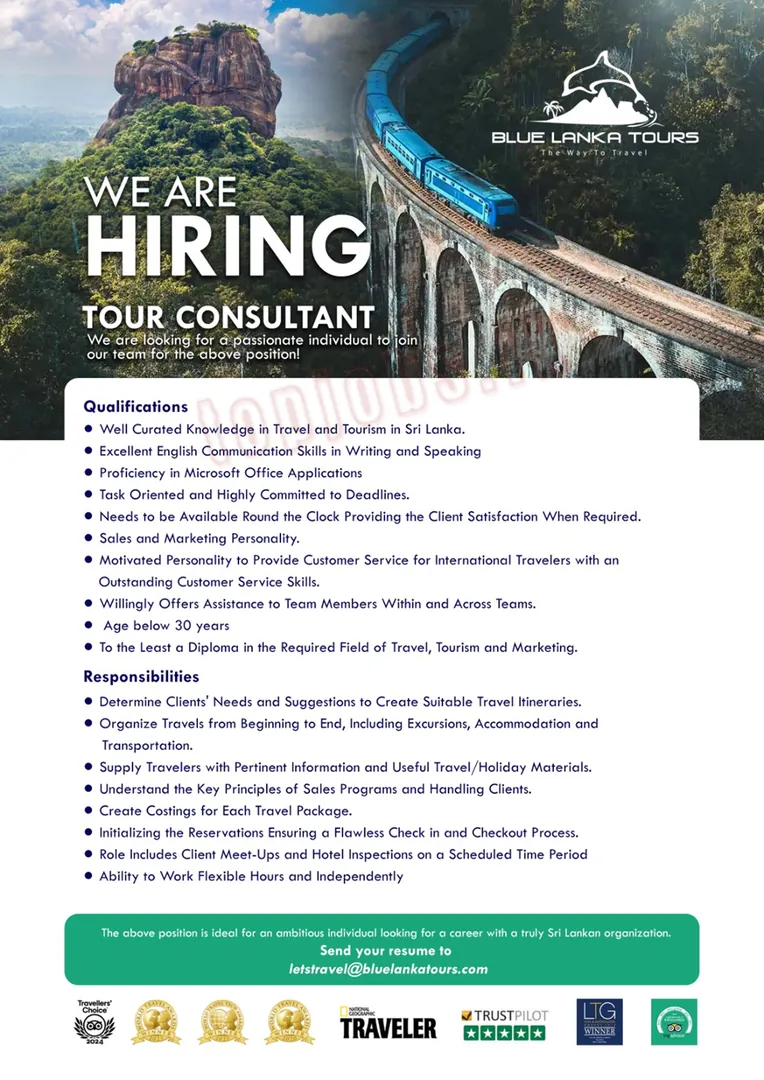 BLUE LANKA TOURS
The Way To Travel
WE ARE
HIRING
TOUR CONSULTANT
We are looking for a passionate individual to join
our team for the above position!
topjobs
Qualifications
● Well Curated Knowledge in Travel and Tourism in Sri Lanka.
● Excellent English Communication Skills in Writing and Speaking
● Proficiency in Microsoft Office Applications
● Task Oriented and Highly Committed to Deadlines.
● Needs to be Available Round the Clock Providing the Client Satisfaction When Required.
● Sales and Marketing Personality.
● Motivated Personality to Provide Customer Service for International Travelers with an
Outstanding Customer Service Skills.
● Willingly Offers Assistance to Team Members Within and Across Teams.
● Age below 30 years
● To the Least a Diploma in the Required Field of Travel, Tourism and Marketing.
Responsibilities
● Determine Clients' Needs and Suggestions to Create Suitable Travel Itineraries.
● Organize Travels from Beginning to End, Including Excursions, Accommodation and
Transportation.
● Supply Travelers with Pertinent Information and Useful Travel/Holiday Materials.
● Understand the Key Principles of Sales Programs and Handling Clients.
● Create Costings for Each Travel Package.
● Initializing the Reservations Ensuring a Flawless Check in and Checkout Process.
● Role Includes Client Meet-Ups and Hotel Inspections on a Scheduled Time Period
● Ability to Work Flexible Hours and Independently
The above position is ideal for an ambitious individual looking for a career with a truly Sri Lankan organization.
Send your resume to
letstravel@bluelankatours.com
Travellers'
Choice
2024
WINNER
WINNER
WINNER
NATIONAL
GEOGRAPHIC
TRAVELER
TRUSTPILOT
LTG
WINNER